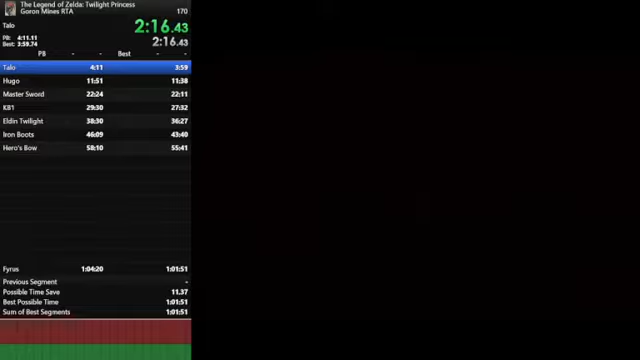 The Legend of Zelda: Twilight Princess
Goron Mines RTA 170
Talo 2:16.43
PB: 4:11.11
Best: 3:59.74 2:16.43
PB - - Best - -
Talo 4:11 3:59
Hugo 11:51 11:38
Master Sword 22:24 22:11
KB1 29:30 27:32
Eldin Twilight 38:30 36:27
Iron Boots 46:09 43:40
Hero's Bow 58:10 55:41
Fyrus 1:04:20 1:01:51
Previous Segment -
Possible Time Save 11.37
Best Possible Time 1:01:51
Sum of Best Segments 1:01:51